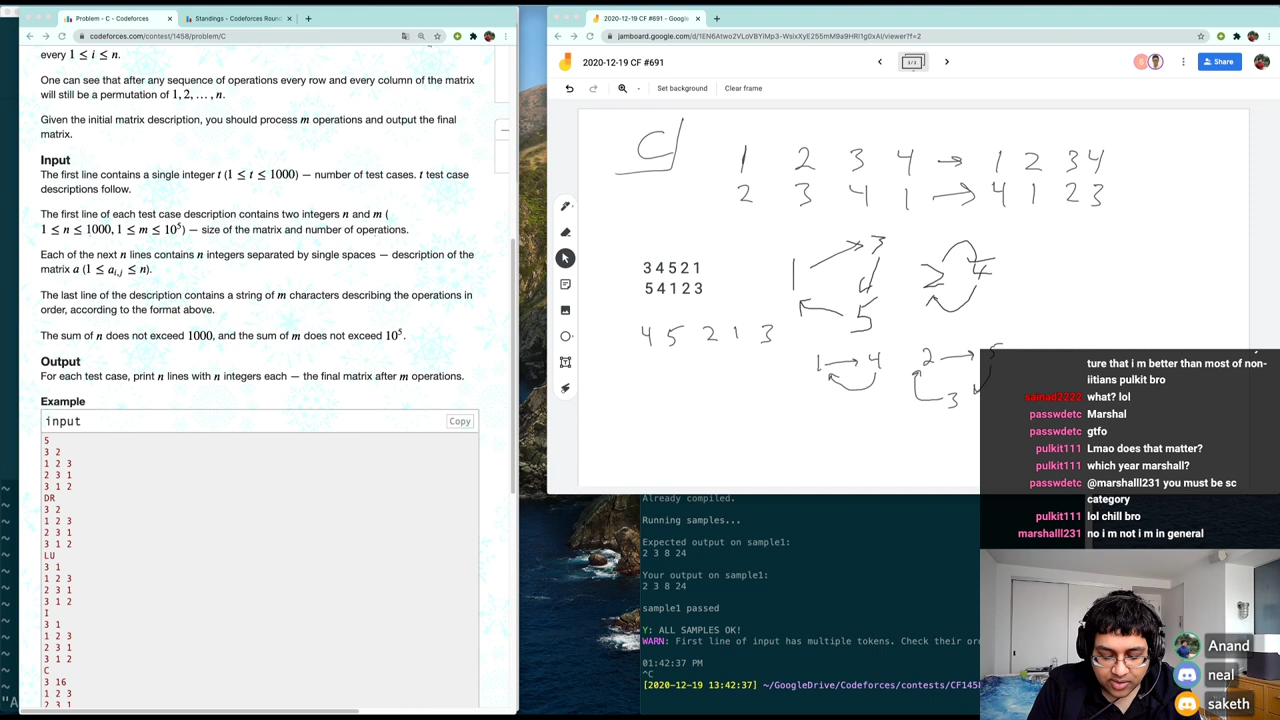 Problem - C - Codeforces
Standings - Codeforces Roun
codeforces.com/contest/1458/problem/C
every 1 ≤ i ≤ n.
One can see that after any sequence of operations every row and every column of the matrix
will still be a permutation of 1, 2, … , n.
Given the initial matrix description, you should process m operations and output the final
matrix.
Input
The first line contains a single integer t (1 ≤ t ≤ 1000) — number of test cases. t test case
descriptions follow.
The first line of each test case description contains two integers n and m (
1 ≤ n ≤ 1000, 1 ≤ m ≤ 10⁵) — size of the matrix and number of operations.
Each of the next n lines contains n integers separated by single spaces — description of the
matrix a (1 ≤ aᵢ,ⱼ ≤ n).
The last line of the description contains a string of m characters describing the operations in
order, according to the format above.
The sum of n does not exceed 1000, and the sum of m does not exceed 10⁵.
Output
For each test case, print n lines with n integers each — the final matrix after m operations.
Example
input
Copy
5
3 2
1 2 3
2 3 1
3 1 2
DR
3 2
1 2 3
2 3 1
3 1 2
LU
3 1
1 2 3
2 3 1
3 1 2
I
3 1
1 2 3
2 3 1
3 1 2
C
3 16
1 2 3
2 3 1
"A
2020-12-19 CF #691 - Google
2020-12-19 CF #691
1/3
Share
Set background
Clear frame
C
1 2 3 4 → 1 2 3 4
2 3 4 1 → 4 1 2 3
3 4 5 2 1
5 4 1 2 3
4 5 2 1 3
1 3 5
2 4
1 → 4
2 → 5
3
Already compiled.
Running samples...
Expected output on sample1:
2 3 8 24
Your output on sample1:
2 3 8 24
sample1 passed
Y: ALL SAMPLES OK!
WARN: First line of input has multiple tokens. Check their or
01:42:37 PM
^C
[2020-12-19 13:42:37] ~/GoogleDrive/Codeforces/contests/CF145
ture that i m better than most of non-
iitians pulkit bro
sainad2222 what? lol
passwdetc Marshal
passwdetc gtfo
pulkit111 Lmao does that matter?
pulkit111 which year marshall?
passwdetc @marshalll231 you must be sc
category
pulkit111 lol chill bro
marshalll231 no i m not i m in general
Anand
neal
saketh